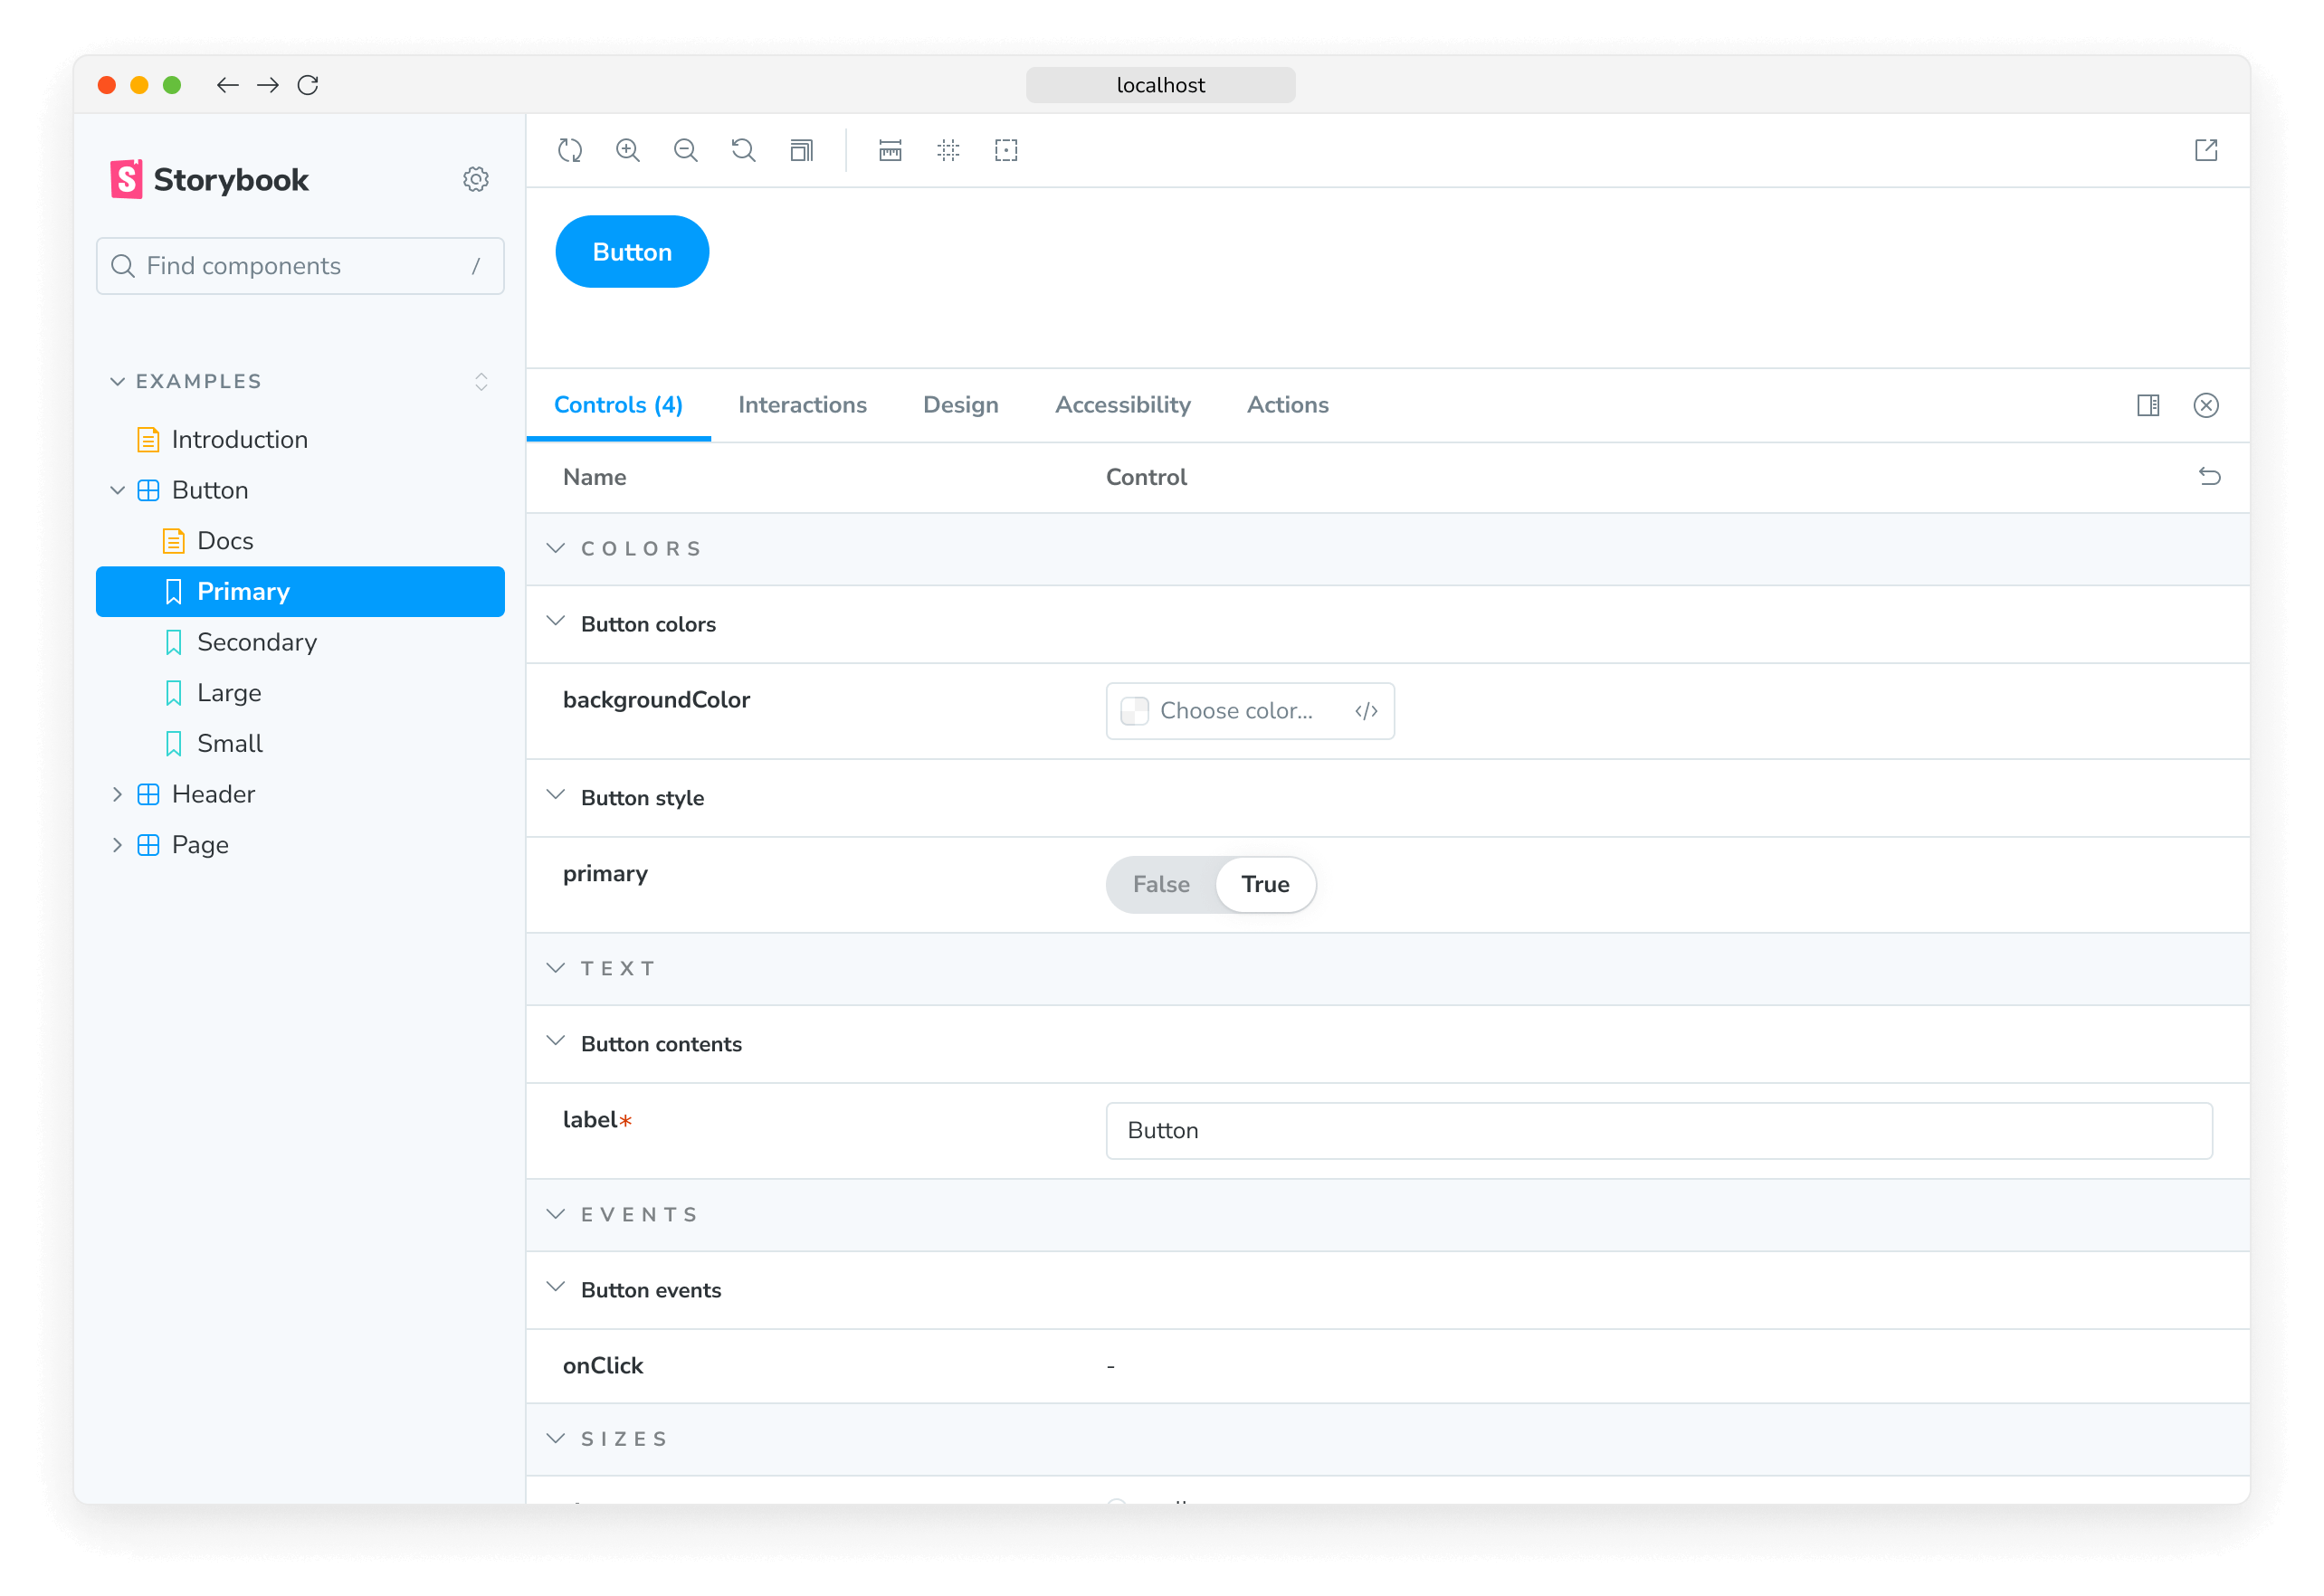 localhost
Storybook
Find components /
EXAMPLES
Introduction
Button
Docs
Primary
Secondary
Large
Small
Header
Page
Button
Controls (4) Interactions Design Accessibility Actions
Name Control
COLORS
Button colors
backgroundColor Choose color...
Button style
primary False True
TEXT
Button contents
label* Button
EVENTS
Button events
onClick -
SIZES